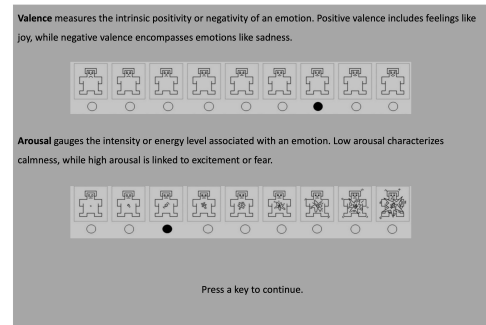 Valence measures the intrinsic positivity or negativity of an emotion. Positive valence includes feelings like
joy, while negative valence encompasses emotions like sadness.
Arousal gauges the intensity or energy level associated with an emotion. Low arousal characterizes
calmness, while high arousal is linked to excitement or fear.
Press a key to continue.